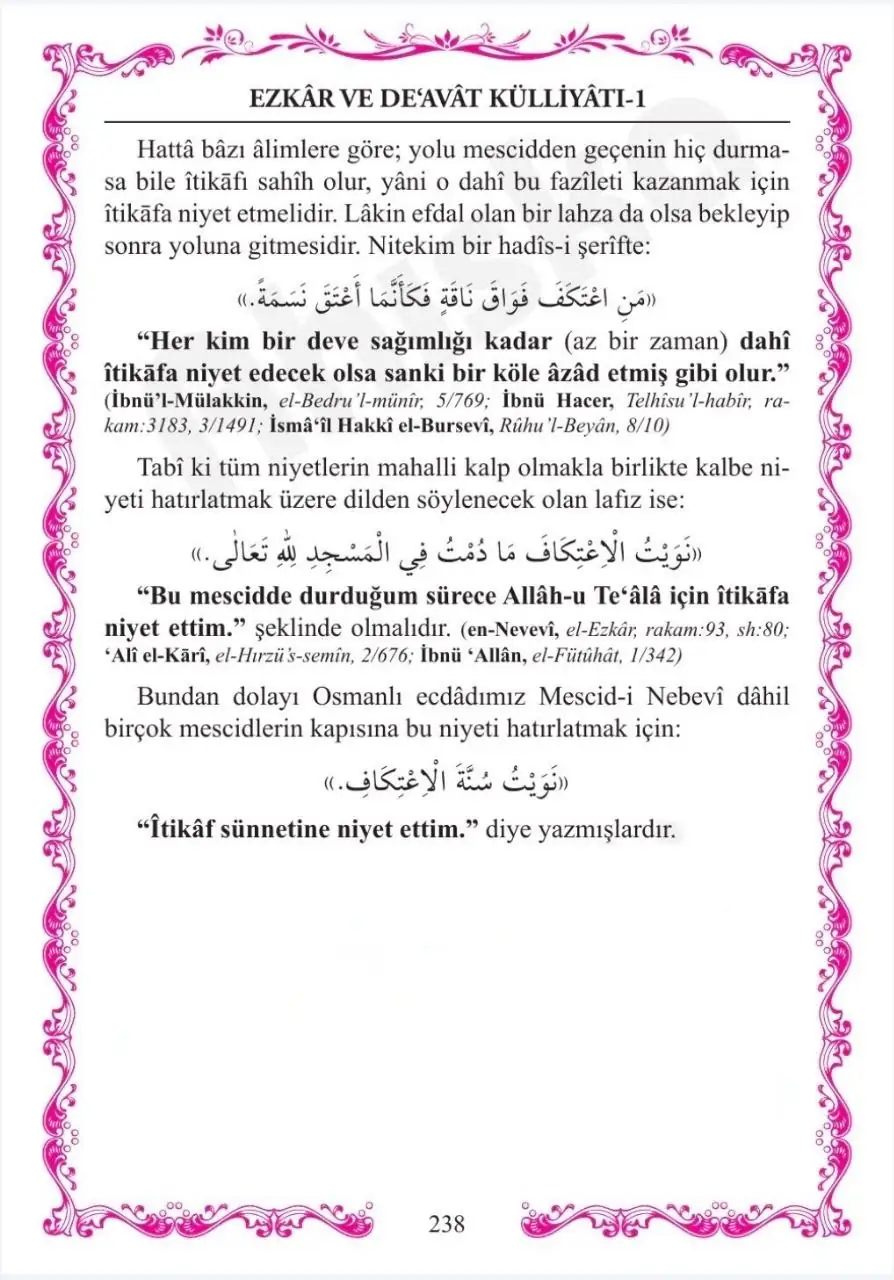 EZKÂR VE DE‘AVÂT KÜLLİYÂTI-1
Hattâ bâzı âlimlere göre; yolu mescidden geçenin hiç durma-
sa bile îtikâfı sahîh olur, yâni o dahî bu fazîleti kazanmak için
îtikâfa niyet etmelidir. Lâkin efdal olan bir lahza da olsa bekleyip
sonra yoluna gitmesidir. Nitekim bir hadîs-i şerîfte:
«مَنِ اعْتَكَفَ فَوَاقَ نَاقَةٍ فَكَأَنَّمَا أَعْتَقَ نَسَمَةً.»
“Her kim bir deve sağımlığı kadar (az bir zaman) dahî
îtikāfa niyet edecek olsa sanki bir köle âzâd etmiş gibi olur.”
(İbnü’l-Mülakkin, el-Bedru’l-münîr, 5/769; İbnü Hacer, Telhîsu’l-habîr, ra-
kam:3183, 3/1491; İsmâ‘îl Hakkî el-Bursevî, Rûhu’l-Beyân, 8/10)
Tabî ki tüm niyetlerin mahalli kalp olmakla birlikte kalbe ni-
yeti hatırlatmak üzere dilden söylenecek olan lafız ise:
«نَوَيْتُ الْاِعْتِكَافَ مَا دُمْتُ فِي الْمَسْجِدِ لِلّٰهِ تَعَالٰى.»
“Bu mescidde durduğum sürece Allâh-u Te‘âlâ için îtikāfa
niyet ettim.” şeklinde olmalıdır. (en-Nevevî, el-Ezkâr, rakam:93, sh:80;
‘Alî el-Kārî, el-Hırzü’s-semîn, 2/676; İbnü ‘Allân, el-Fütûhât, 1/342)
Bundan dolayı Osmanlı ecdâdımız Mescid-i Nebevî dâhil
birçok mescidlerin kapısına bu niyeti hatırlatmak için:
«نَوَيْتُ سُنَّةَ الْاِعْتِكَافِ.»
“Îtikâf sünnetine niyet ettim.” diye yazmışlardır.
238